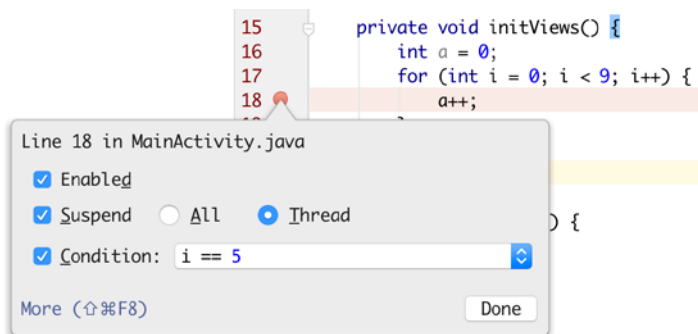 15 private void initViews() {
16 int a = 0;
17 for (int i = 0; i < 9; i++) {
18 a++;
Line 18 in MainActivity.java
Enabled
Suspend All Thread
) {
Condition: i == 5
More (⇧⌘F8) Done